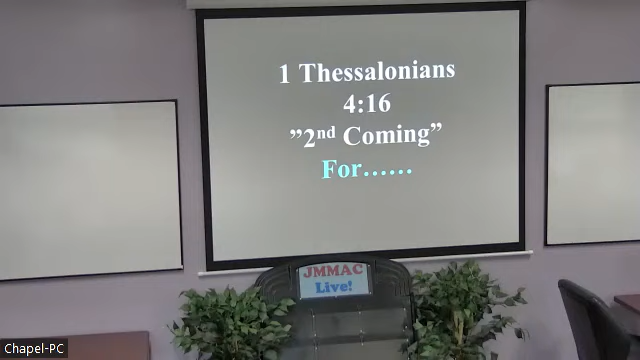 1 Thessalonians
4:16
”2nd Coming”
For......
JMMAC
Live!
Chapel-PC